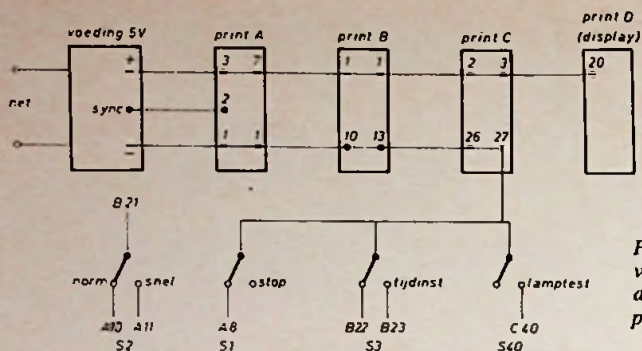 print D
voeding 5V print A print B print C (display)
+ 3 7 1 1 2 3 20
net
sync 2
− 1 1 10 13 26 27
B21
norm snel stop tijdinst lamptest
A10 A11 A8 B22 B23 C40
S2 S1 S3 S40